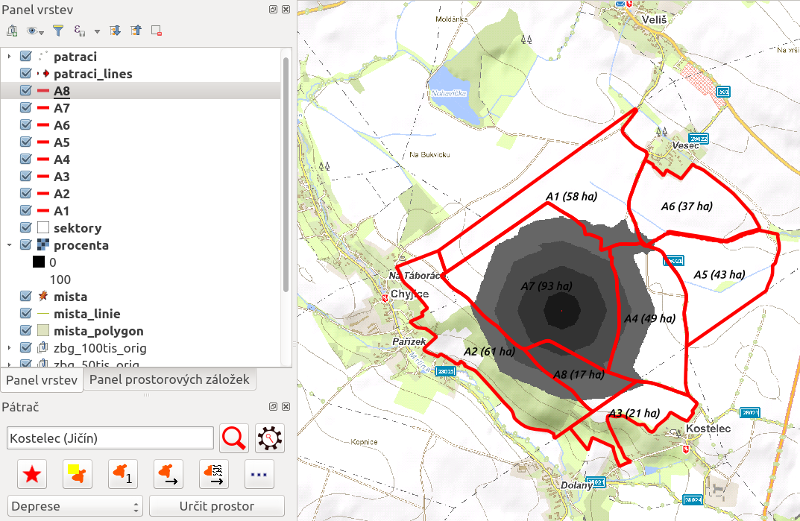 Panel vrstev
patraci
patraci_lines
A8
A7
A6
A5
A4
A3
A2
A1
sektory
procenta
0
100
mista
mista_linie
mista_polygon
zbg_100tis_orig
zbg_50tis_orig
Panel vrstev
Panel prostorových záložek
Pátrač
Kostelec (Jičín)
1
...
Deprese
Určit prostor
Moldánka
Veliš
Na Bukvicku
Vesec
A1 (58 ha)
A6 (37 ha)
Na Táborách
A5 (43 ha)
A7 (93 ha)
Chyjice
A4 (49 ha)
Pařízek
A2 (61 ha)
A8 (17 ha)
A3 (21 ha)
Kostelec
Kopnice
Dolany